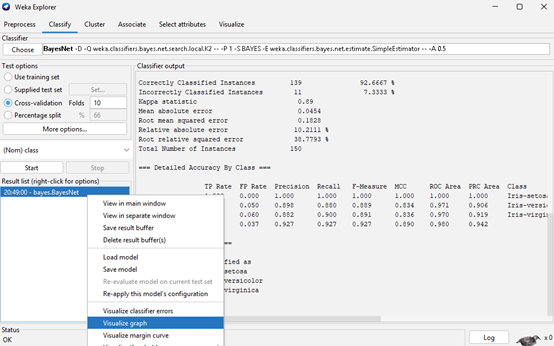 Weka Explorer
Preprocess Classify Cluster Associate Select attributes Visualize
Classifier
Choose BayesNet -D -Q weka.classifiers.bayes.net.search.local.K2 -- -P 1 -S BAYES -E weka.classifiers.bayes.net.estimate.SimpleEstimator -- -A 0.5
Test options
Use training set
Supplied test set Set...
Cross-validation Folds 10
Percentage split % 66
More options...
(Nom) class
Start Stop
Result list (right-click for options)
20:49:00 - bayes.BayesNet
Classifier output
Correctly Classified Instances 139 92.6667 %
Incorrectly Classified Instances 11 7.3333 %
Kappa statistic 0.89
Mean absolute error 0.0454
Root mean squared error 0.1828
Relative absolute error 10.2111 %
Root relative squared error 38.7793 %
Total Number of Instances 150
=== Detailed Accuracy By Class ===
TP Rate FP Rate Precision Recall F-Measure MCC ROC Area PRC Area Class
0.000 1.000 1.000 1.000 1.000 1.000 1.000 Iris-setos
0.050 0.898 0.880 0.889 0.834 0.971 0.906 Iris-versi
0.060 0.882 0.900 0.891 0.836 0.970 0.919 Iris-virgi
0.037 0.927 0.927 0.927 0.890 0.980 0.942
==
fied as
setosa
versicolor
virginica
View in main window
View in separate window
Save result buffer
Delete result buffer(s)
Load model
Save model
Re-evaluate model on current test set
Re-apply this model's configuration
Visualize classifier errors
Visualize graph
Visualize margin curve
Status
OK
Log x 0